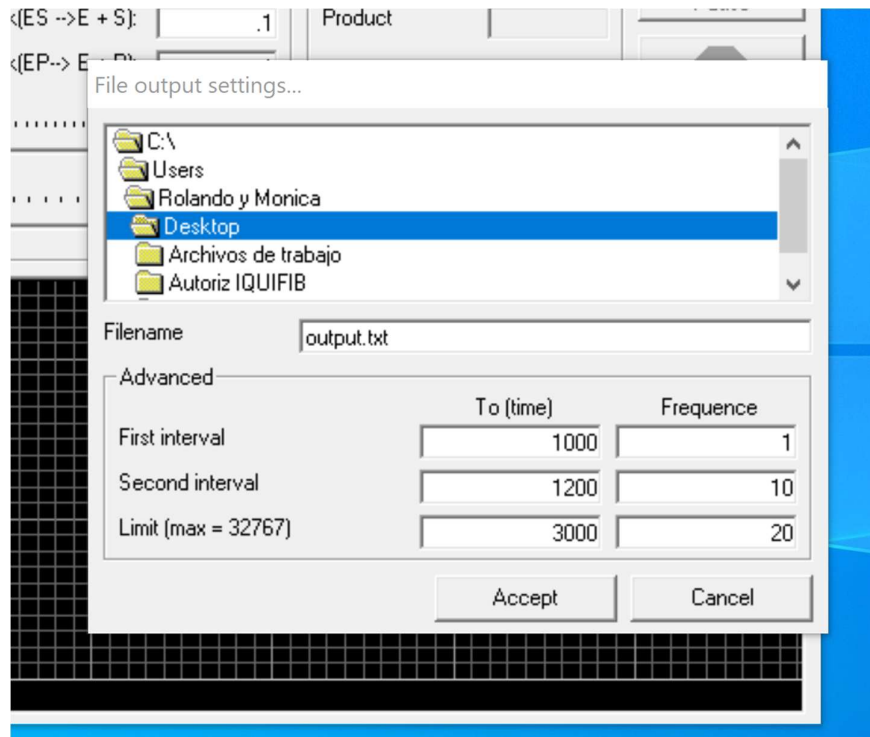 k(ES -->E + S):
.1
Product
k(EP--> E
File output settings...
C:\
Users
Rolando y Monica
Desktop
Archivos de trabajo
Autoriz IQUIFIB
Filename
output.txt
Advanced
To (time)
Frequence
First interval
1000
1
Second interval
1200
10
Limit (max = 32767)
3000
20
Accept
Cancel